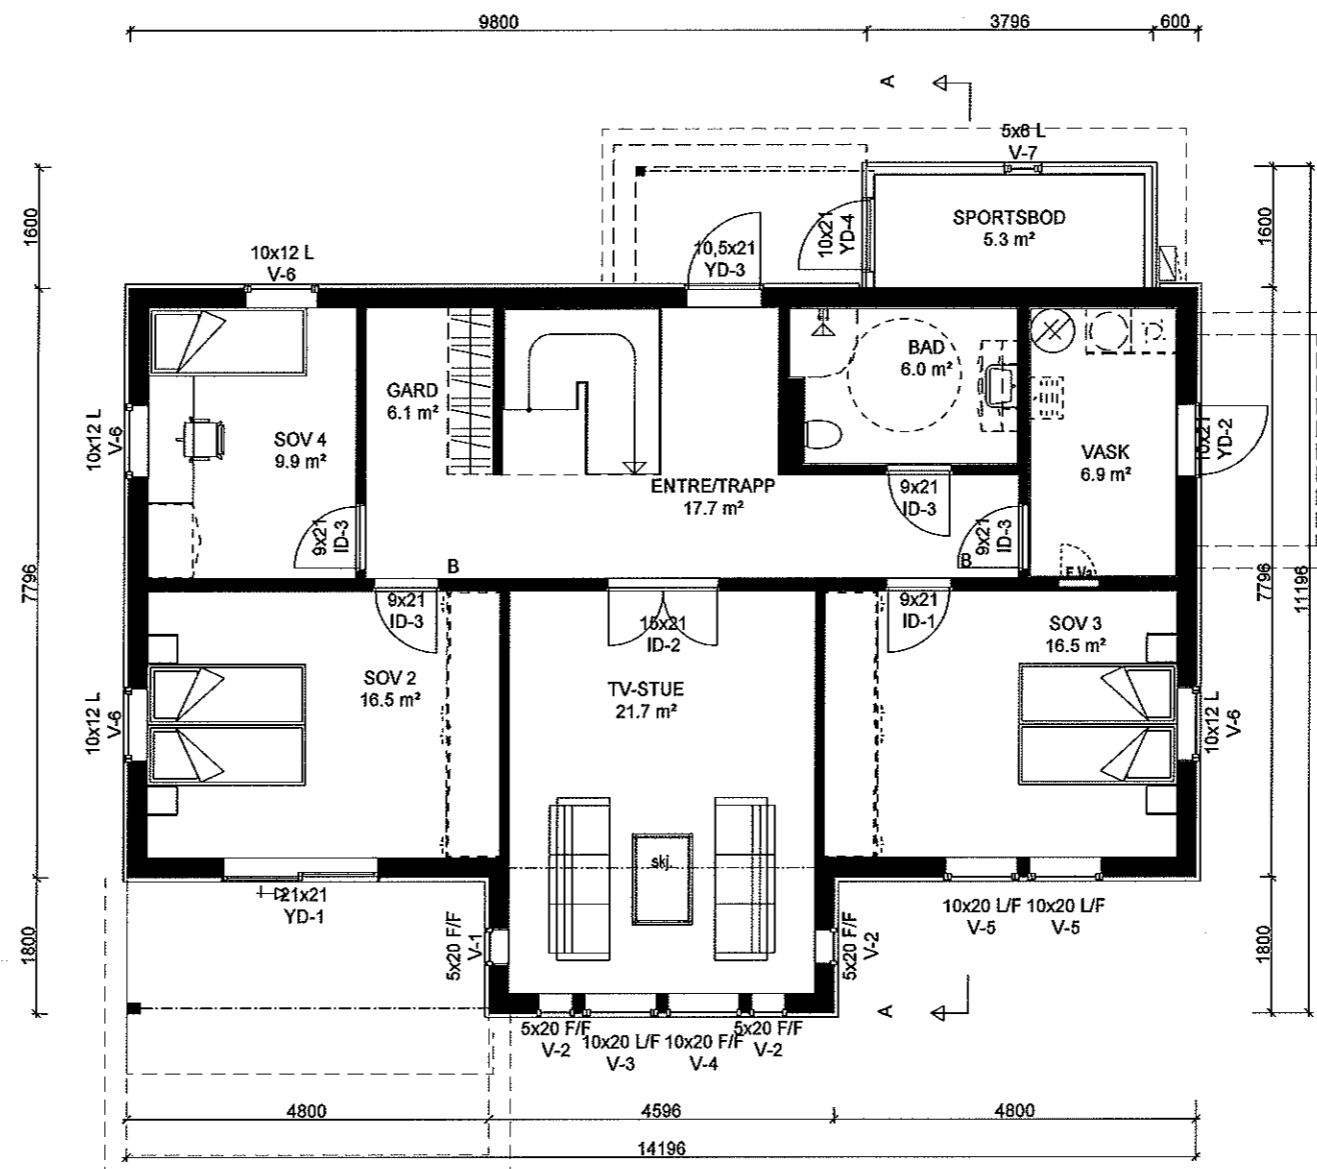 9800
3796
600
A
5x6 L
V-7
1600
SPORTSBOD
5.3 m²
10x21
YD-4
1600
10x12 L
V-6
10,5x21
YD-3
GARD
6.1 m²
BAD
6.0 m²
10x12 L
V-6
SOV 4
9.9 m²
VASK
6.9 m²
10x21
YD-2
ENTRE/TRAPP
17.7 m²
9x21
ID-3
9x21
ID-3
9x21
ID-3
B
B
7796
7796
11196
9x21
ID-3
15x21
ID-2
9x21
ID-1
SOV 3
16.5 m²
SOV 2
16.5 m²
TV-STUE
21.7 m²
10x12 L
V-6
10x12 L
V-6
skj.
21x21
YD-1
10x20 L/F
V-5
10x20 L/F
V-5
1800
5x20 F/F
V-1
5x20 F/F
V-2
1800
A
5x20 F/F
V-2
10x20 L/F
V-3
10x20 F/F
V-4
5x20 F/F
V-2
4800
4596
4800
14196